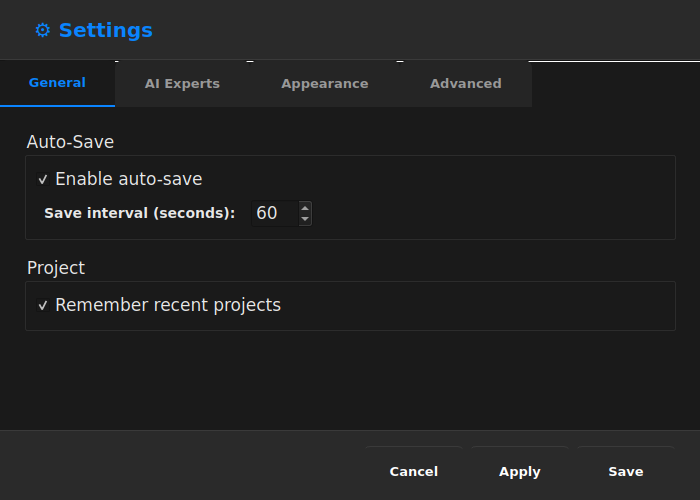 ⚙ Settings
General AI Experts Appearance Advanced
Auto-Save
✓ Enable auto-save
Save interval (seconds): 60
Project
✓ Remember recent projects
Cancel Apply Save